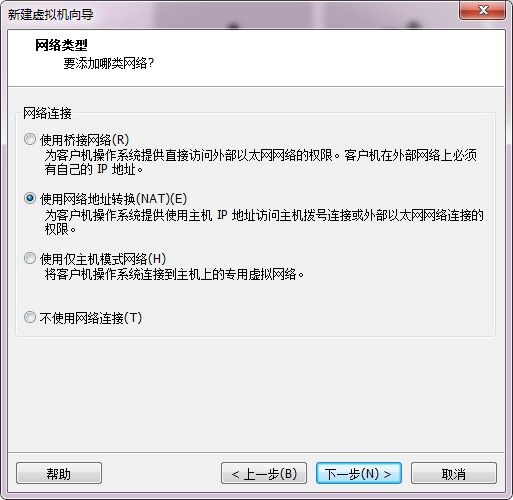 新建虚拟机向导
网络类型
要添加哪类网络?
网络连接
使用桥接网络(R)
为客户机操作系统提供直接访问外部以太网网络的权限。客户机在外部网络上必须
有自己的 IP 地址。
使用网络地址转换(NAT)(E)
为客户机操作系统提供使用主机 IP 地址访问主机拨号连接或外部以太网网络连接的
权限。
使用仅主机模式网络(H)
将客户机操作系统连接到主机上的专用虚拟网络。
不使用网络连接(T)
帮助
< 上一步(B)
下一步(N) >
取消